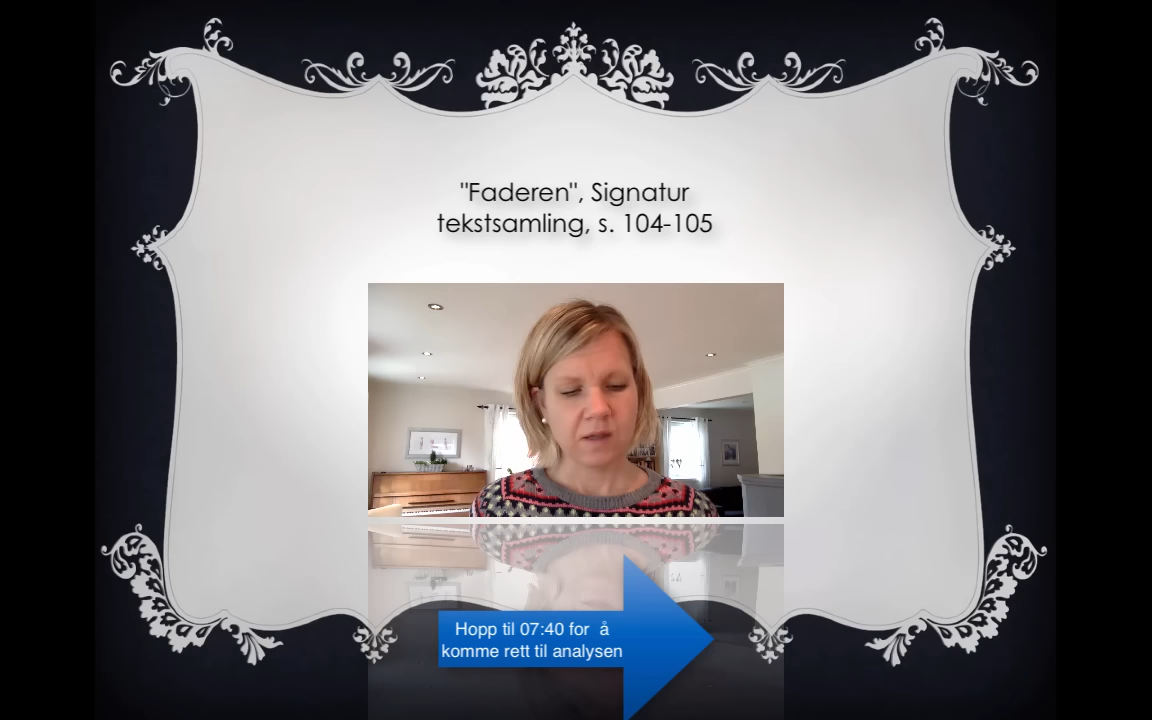 "Faderen", Signatur
tekstsamling, s. 104-105
Hopp til 07:40 for å
komme rett til analysen